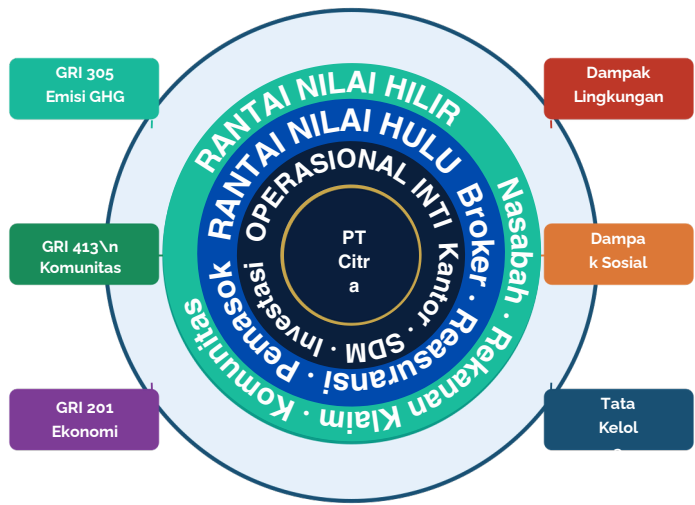 GRI 305
Emisi GHG
GRI 413\n
Komunitas
GRI 201
Ekonomi
RANTAI NILAI HILIR
Nasabah · Rekanan Klaim · Komunitas
RANTAI NILAI HULU
Broker · Reasuransi · Pemasok
OPERASIONAL INTI
Kantor · SDM · Investasi
PT
Citr
a
Dampak
Lingkungan
Dampa
k Sosial
Tata
Kelol